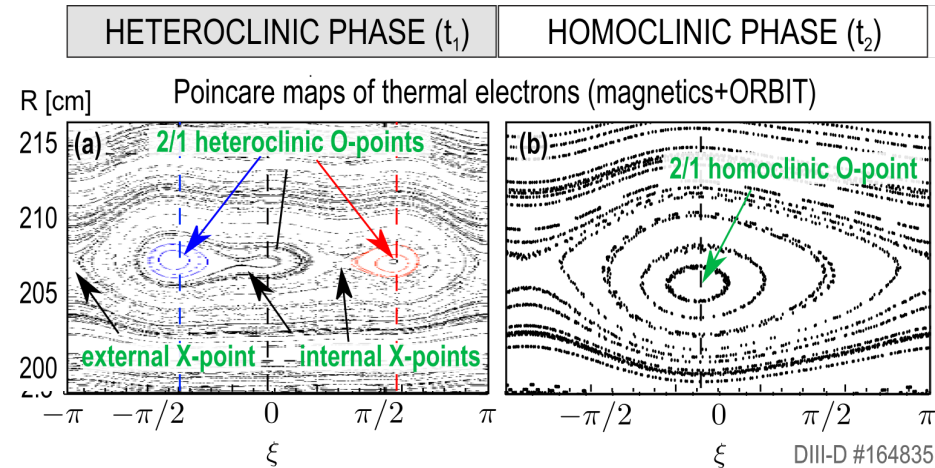 HETEROCLINIC PHASE (t₁) HOMOCLINIC PHASE (t₂)
Poincare maps of thermal electrons (magnetics+ORBIT)
R [cm]
215 (a) 2/1 heteroclinic O-points (b)
2/1 homoclinic O-point
210
205
external X-point internal X-points
200
−π −π/2 0 π/2 π −π/2 0 π/2 π
ξ ξ
DIII-D #164835